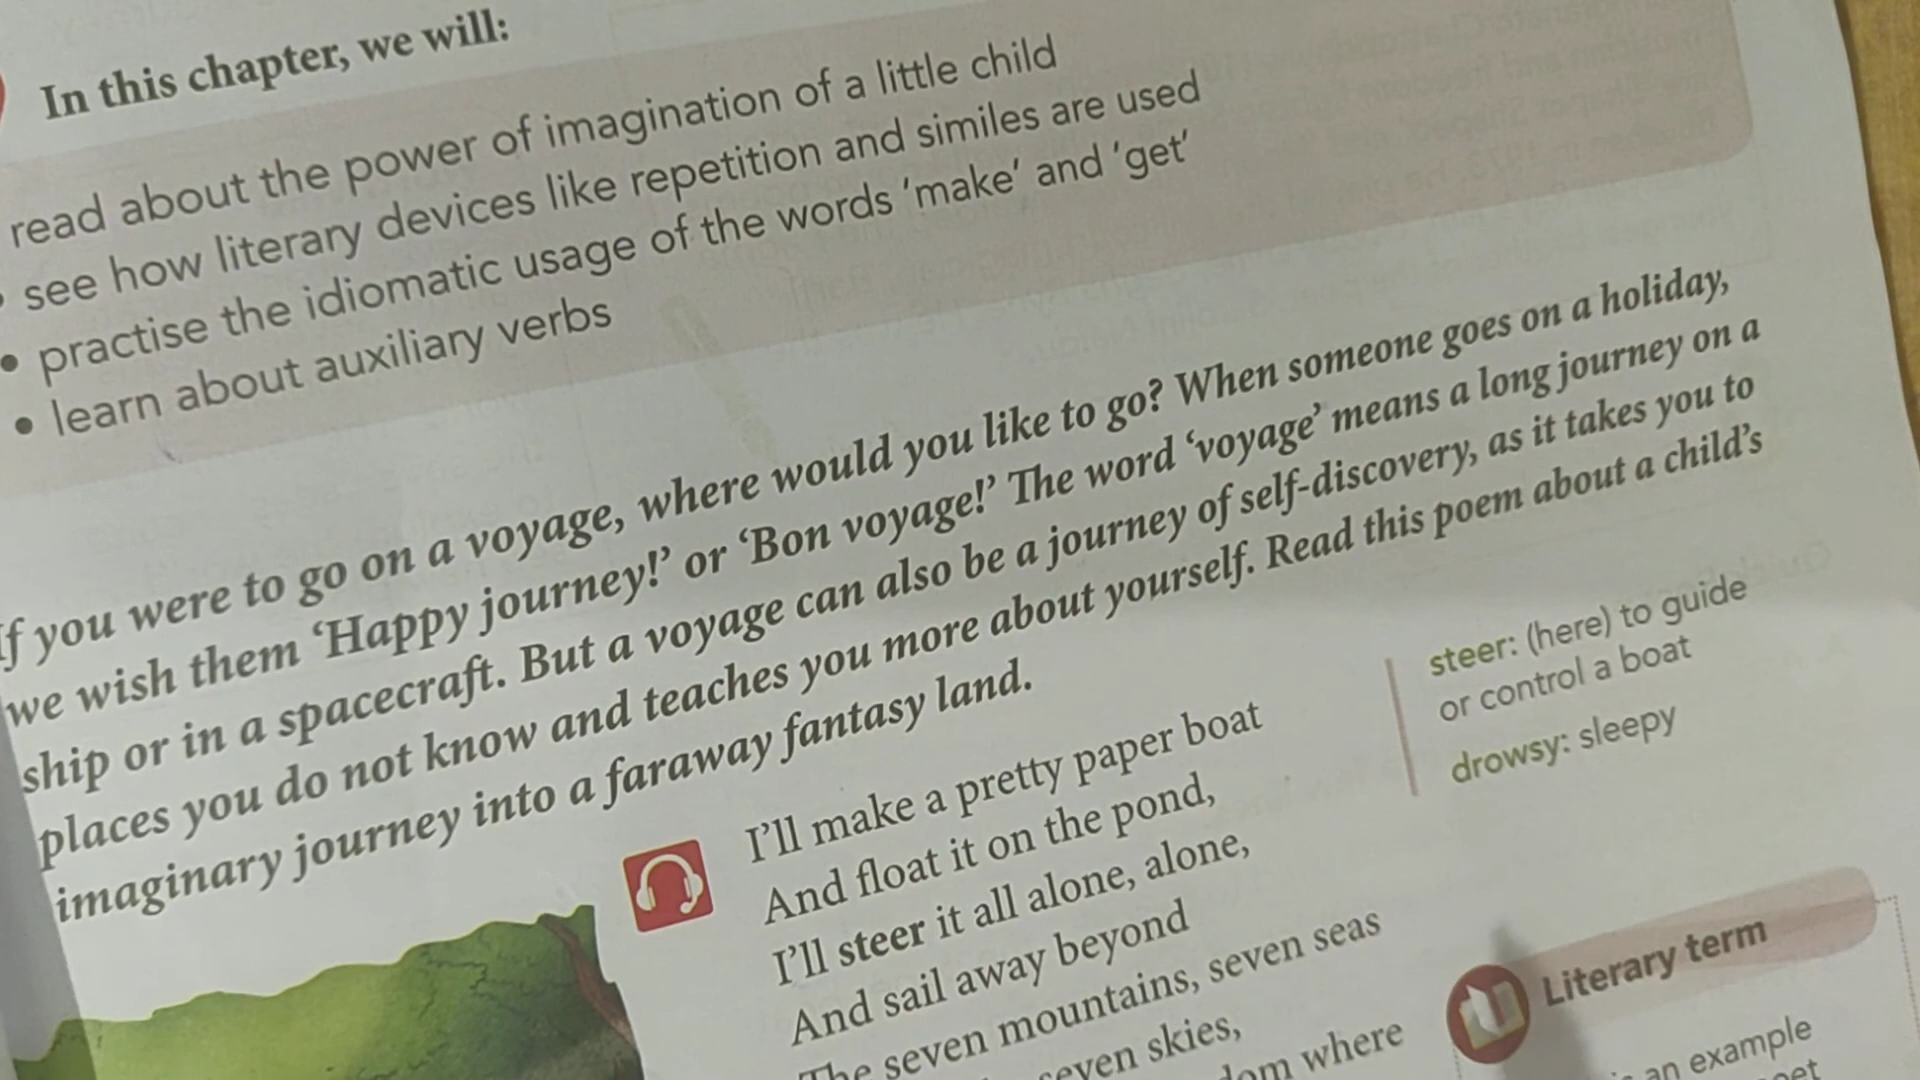 In this chapter, we will:
read about the power of imagination of a little child
• see how literary devices like repetition and similes are used
• practise the idiomatic usage of the words 'make' and 'get'
• learn about auxiliary verbs
If you were to go on a voyage, where would you like to go? When someone goes on a holiday,
we wish them ‘Happy journey!’ or ‘Bon voyage!’ The word ‘voyage’ means a long journey on a
ship or in a spacecraft. But a voyage can also be a journey of self-discovery, as it takes you to
places you do not know and teaches you more about yourself. Read this poem about a child’s
imaginary journey into a faraway fantasy land.
I’ll make a pretty paper boat
And float it on the pond,
I’ll steer it all alone, alone,
And sail away beyond
The seven mountains, seven seas
seven skies,
where
steer: (here) to guide
or control a boat
drowsy: sleepy
Literary term
an example